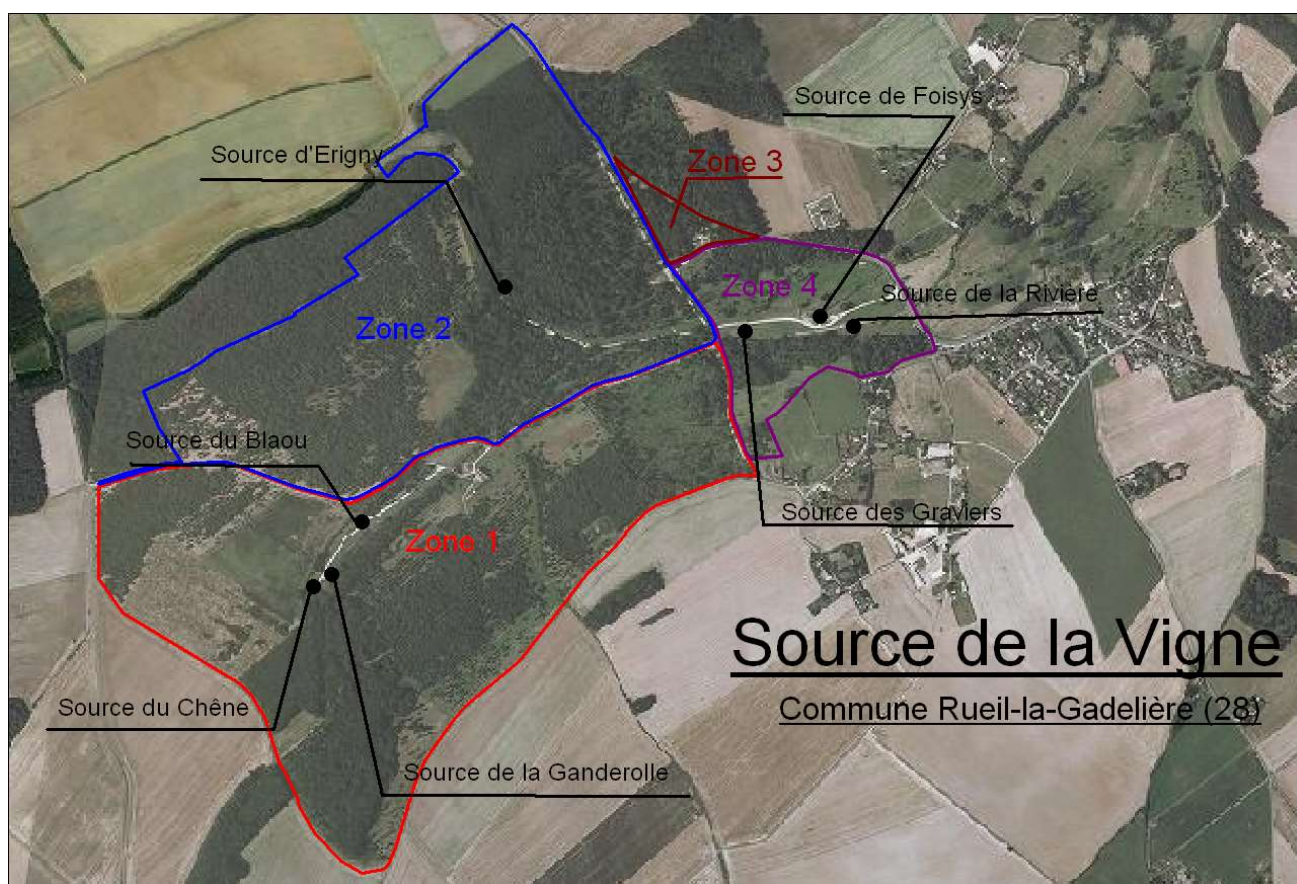 Source de Foisys
Source d'Erigny
Zone 3
Zone 4
Source de la Rivière
Zone 2
Source du Blaou
Source des Graviers
Zone 1
Source de la Vigne
Source du Chêne
Commune Rueil-la-Gadelière (28)
Source de la Ganderolle